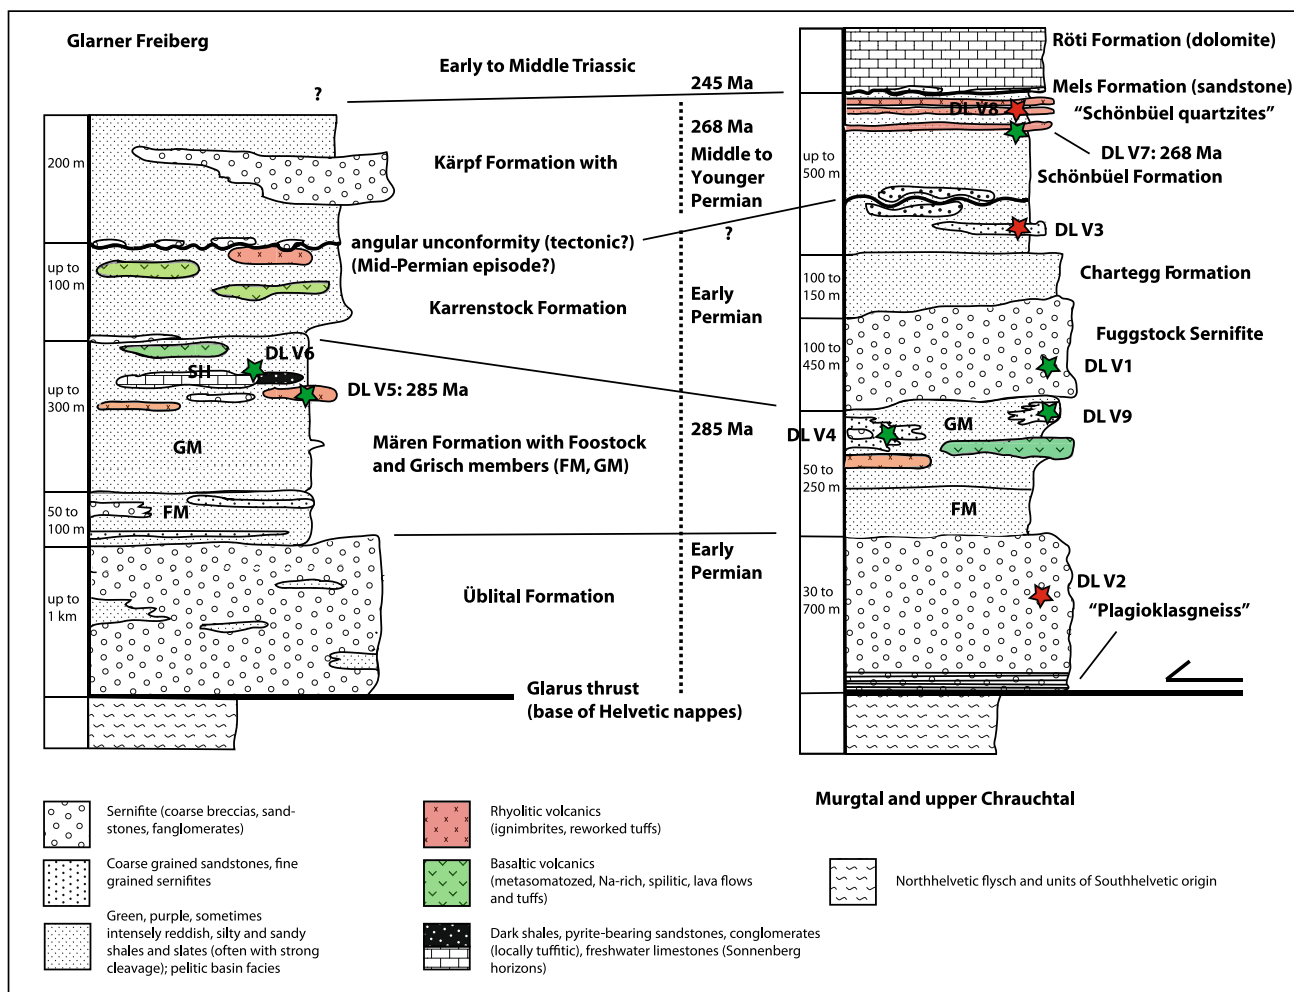 Glarner Freiberg
Early to Middle Triassic
?
245 Ma
268 Ma
Middle to
Younger
Permian
?
200 m
Kärpf Formation with
angular unconformity (tectonic?)
(Mid-Permian episode?)
up to
100 m
Karrenstock Formation
Early
Permian
DL V6
SH
DL V5: 285 Ma
up to
300 m
GM
Mären Formation with Foostock
and Grisch members (FM, GM)
285 Ma
50 to
100 m
FM
Early
Permian
up to
1 km
Üblital Formation
Glarus thrust
(base of Helvetic nappes)
Röti Formation (dolomite)
Mels Formation (sandstone)
DL V8
“Schönbüel quartzites”
DL V7: 268 Ma
up to
500 m
Schönbüel Formation
DL V3
100 to
150 m
Chartegg Formation
Fuggstock Sernifite
100 to
450 m
DL V1
DL V9
GM
DL V4
50 to
250 m
FM
DL V2
30 to
700 m
“Plagioklasgneiss”
Murgtal and upper Chrauchtal
Sernifite (coarse breccias, sand-
stones, fanglomerates)
Coarse grained sandstones, fine
grained sernifites
Green, purple, sometimes
intensely reddish, silty and sandy
shales and slates (often with strong
cleavage); pelitic basin facies
Rhyolitic volcanics
(ignimbrites, reworked tuffs)
Basaltic volcanics
(metasomatozed, Na-rich, spilitic, lava flows
and tuffs)
Dark shales, pyrite-bearing sandstones, conglomerates
(locally tuffitic), freshwater limestones (Sonnenberg
horizons)
Northhelvetic flysch and units of Southhelvetic origin